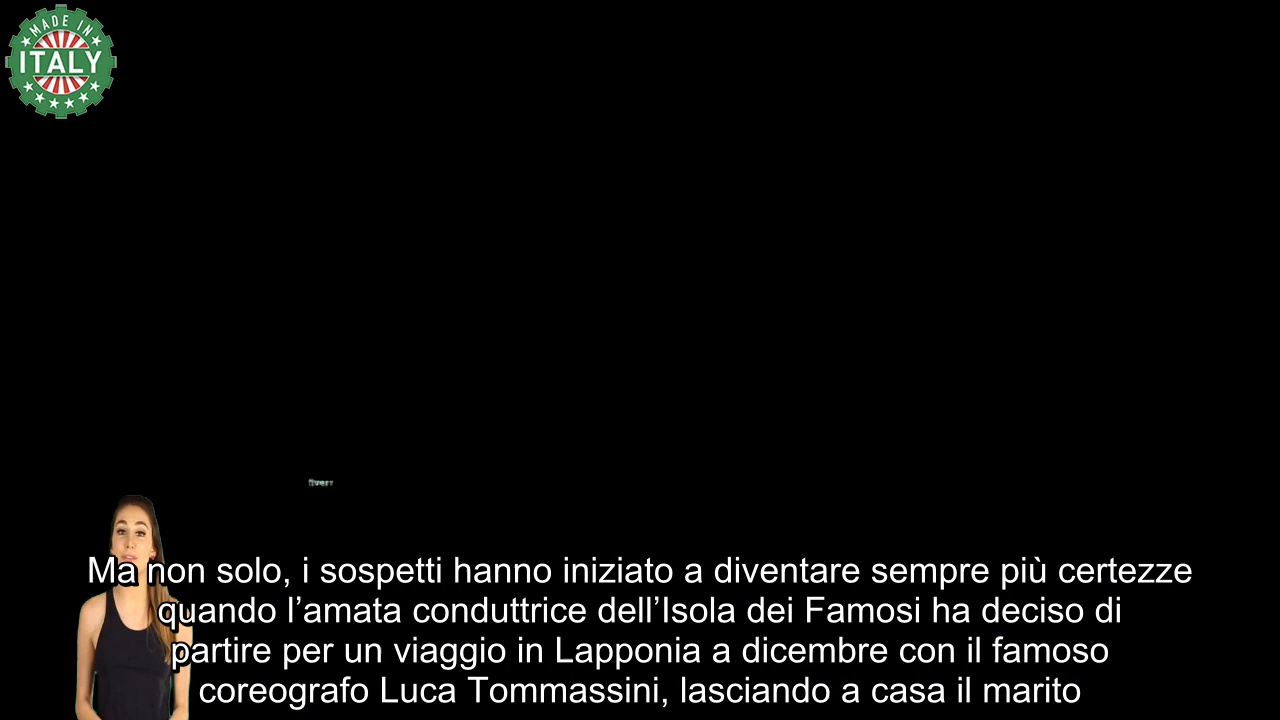 MADE IN
ITALY
fiverr
Ma non solo, i sospetti hanno iniziato a diventare sempre più certezze
quando l’amata conduttrice dell’Isola dei Famosi ha deciso di
partire per un viaggio in Lapponia a dicembre con il famoso
coreografo Luca Tommassini, lasciando a casa il marito